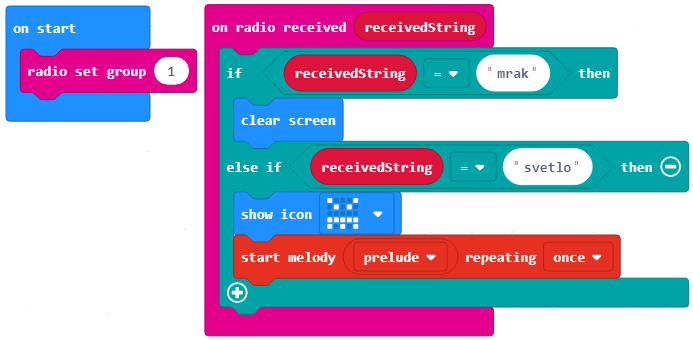 on start
radio set group 1
on radio received receivedString
if receivedString = "mrak" then
clear screen
else if receivedString = "svetlo" then
show icon
start melody prelude repeating once